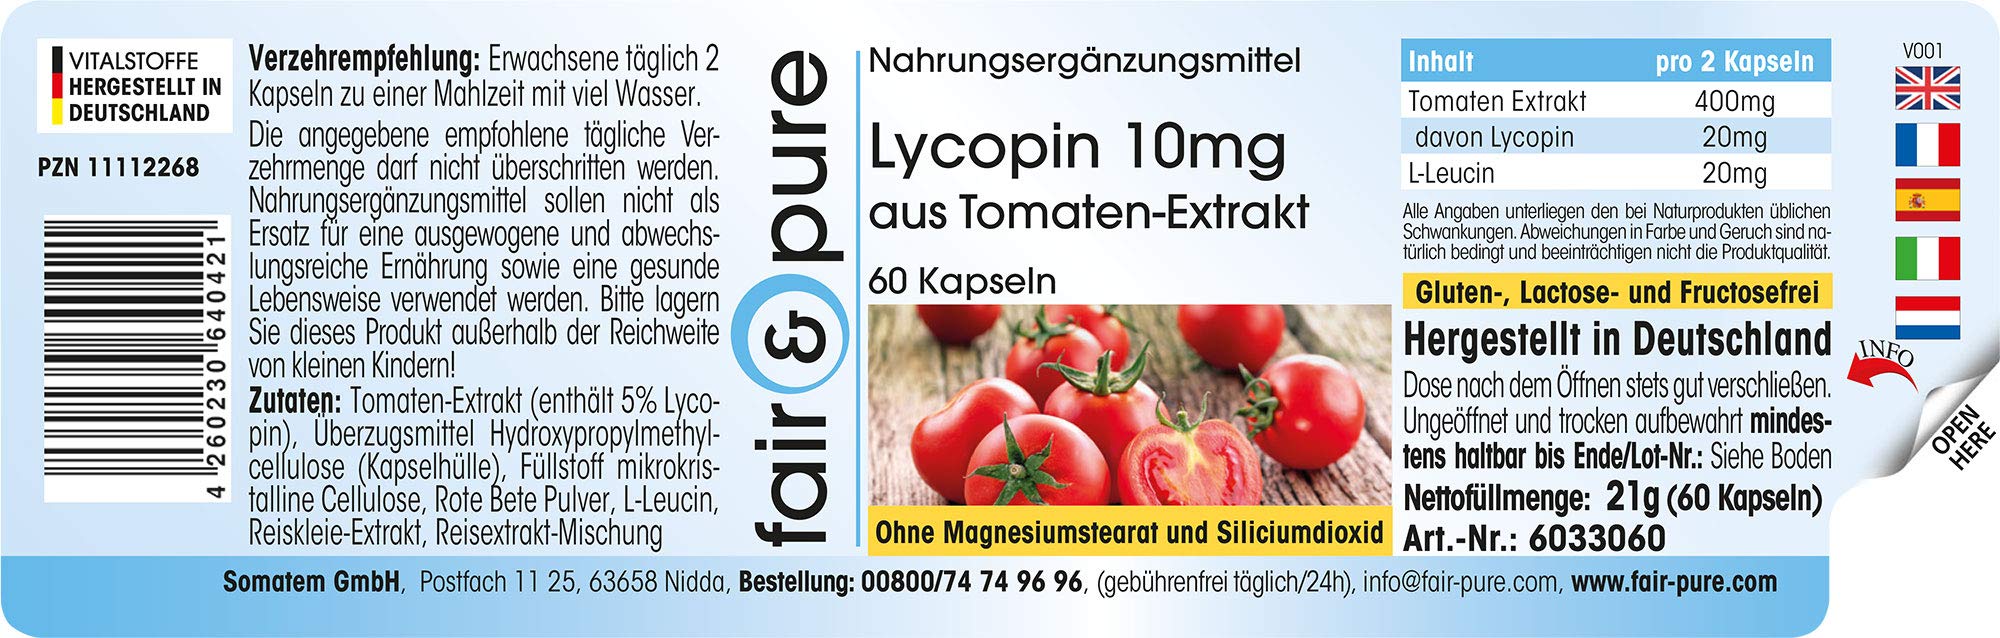 VITALSTOFFE
HERGESTELLT IN
DEUTSCHLAND
PZN 11112268
4 260230 640421
Verzehrempfehlung: Erwachsene täglich 2
Kapseln zu einer Mahlzeit mit viel Wasser.
Die angegebene empfohlene tägliche Ver-
zehrmenge darf nicht überschritten werden.
Nahrungsergänzungsmittel sollen nicht als
Ersatz für eine ausgewogene und abwechs-
lungsreiche Ernährung sowie eine gesunde
Lebensweise verwendet werden. Bitte lagern
Sie dieses Produkt außerhalb der Reichweite
von kleinen Kindern!
Zutaten: Tomaten-Extrakt (enthält 5% Lyco-
pin), Überzugsmittel Hydroxypropylmethyl-
cellulose (Kapselhülle), Füllstoff mikrokris-
talline Cellulose, Rote Bete Pulver, L-Leucin,
Reiskleie-Extrakt, Reisextrakt-Mischung
fair & pure
Nahrungsergänzungsmittel
Lycopin 10mg
aus Tomaten-Extrakt
60 Kapseln
Ohne Magnesiumstearat und Siliciumdioxid
Inhalt pro 2 Kapseln
Tomaten Extrakt 400mg
davon Lycopin 20mg
L-Leucin 20mg
Alle Angaben unterliegen den bei Naturprodukten üblichen
Schwankungen. Abweichungen in Farbe und Geruch sind na-
türlich bedingt und beeinträchtigen nicht die Produktqualität.
Gluten-, Lactose- und Fructosefrei
Hergestellt in Deutschland
Dose nach dem Öffnen stets gut verschließen.
Ungeöffnet und trocken aufbewahrt mindes-
tens haltbar bis Ende/Lot-Nr.: Siehe Boden
Nettofüllmenge: 21g (60 Kapseln)
Art.-Nr.: 6033060
V001
INFO
OPEN
HERE
Somatem GmbH, Postfach 11 25, 63658 Nidda, Bestellung: 00800/74 74 96 96, (gebührenfrei täglich/24h), info@fair-pure.com, www.fair-pure.com